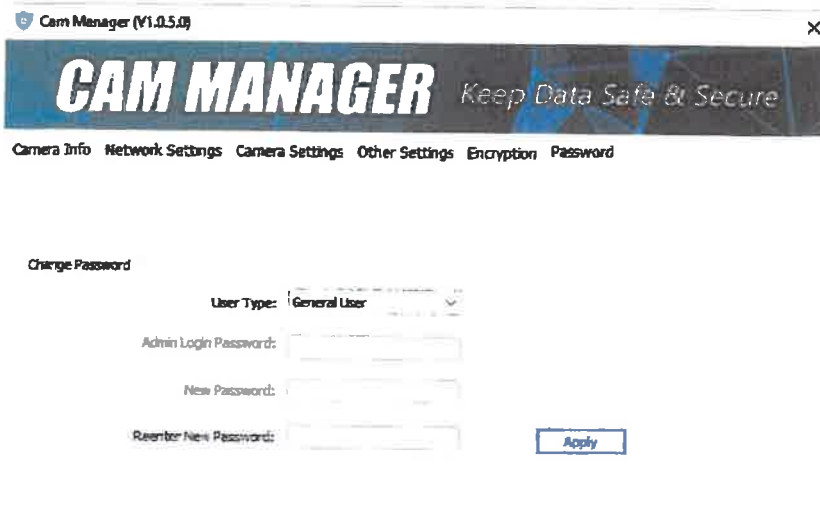 Cam Manager (V1.0.5.0)
CAM MANAGER Keep Data Safe & Secure
Camera Info Network Settings Camera Settings Other Settings Encryption Password
Change Password
User Type: General User
Admin Login Password:
New Password:
Reenter New Password:
Apply